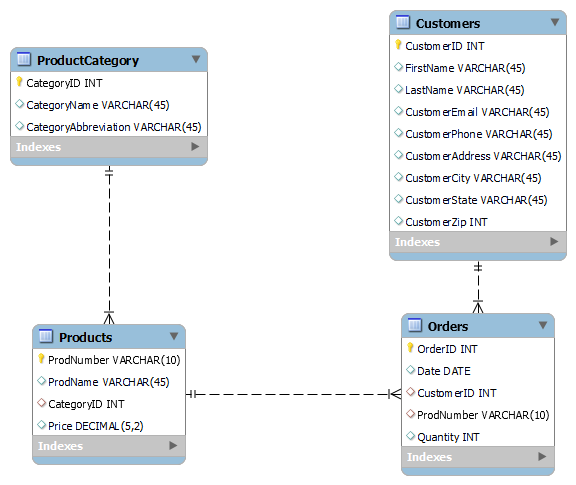 ProductCategory
CategoryID INT
CategoryName VARCHAR(45)
CategoryAbbreviation VARCHAR(45)
Indexes
Customers
CustomerID INT
FirstName VARCHAR(45)
LastName VARCHAR(45)
CustomerEmail VARCHAR(45)
CustomerPhone VARCHAR(45)
CustomerAddress VARCHAR(45)
CustomerCity VARCHAR(45)
CustomerState VARCHAR(45)
CustomerZip INT
Indexes
Products
ProdNumber VARCHAR(10)
ProdName VARCHAR(45)
CategoryID INT
Price DECIMAL(5,2)
Indexes
Orders
OrderID INT
Date DATE
CustomerID INT
ProdNumber VARCHAR(10)
Quantity INT
Indexes